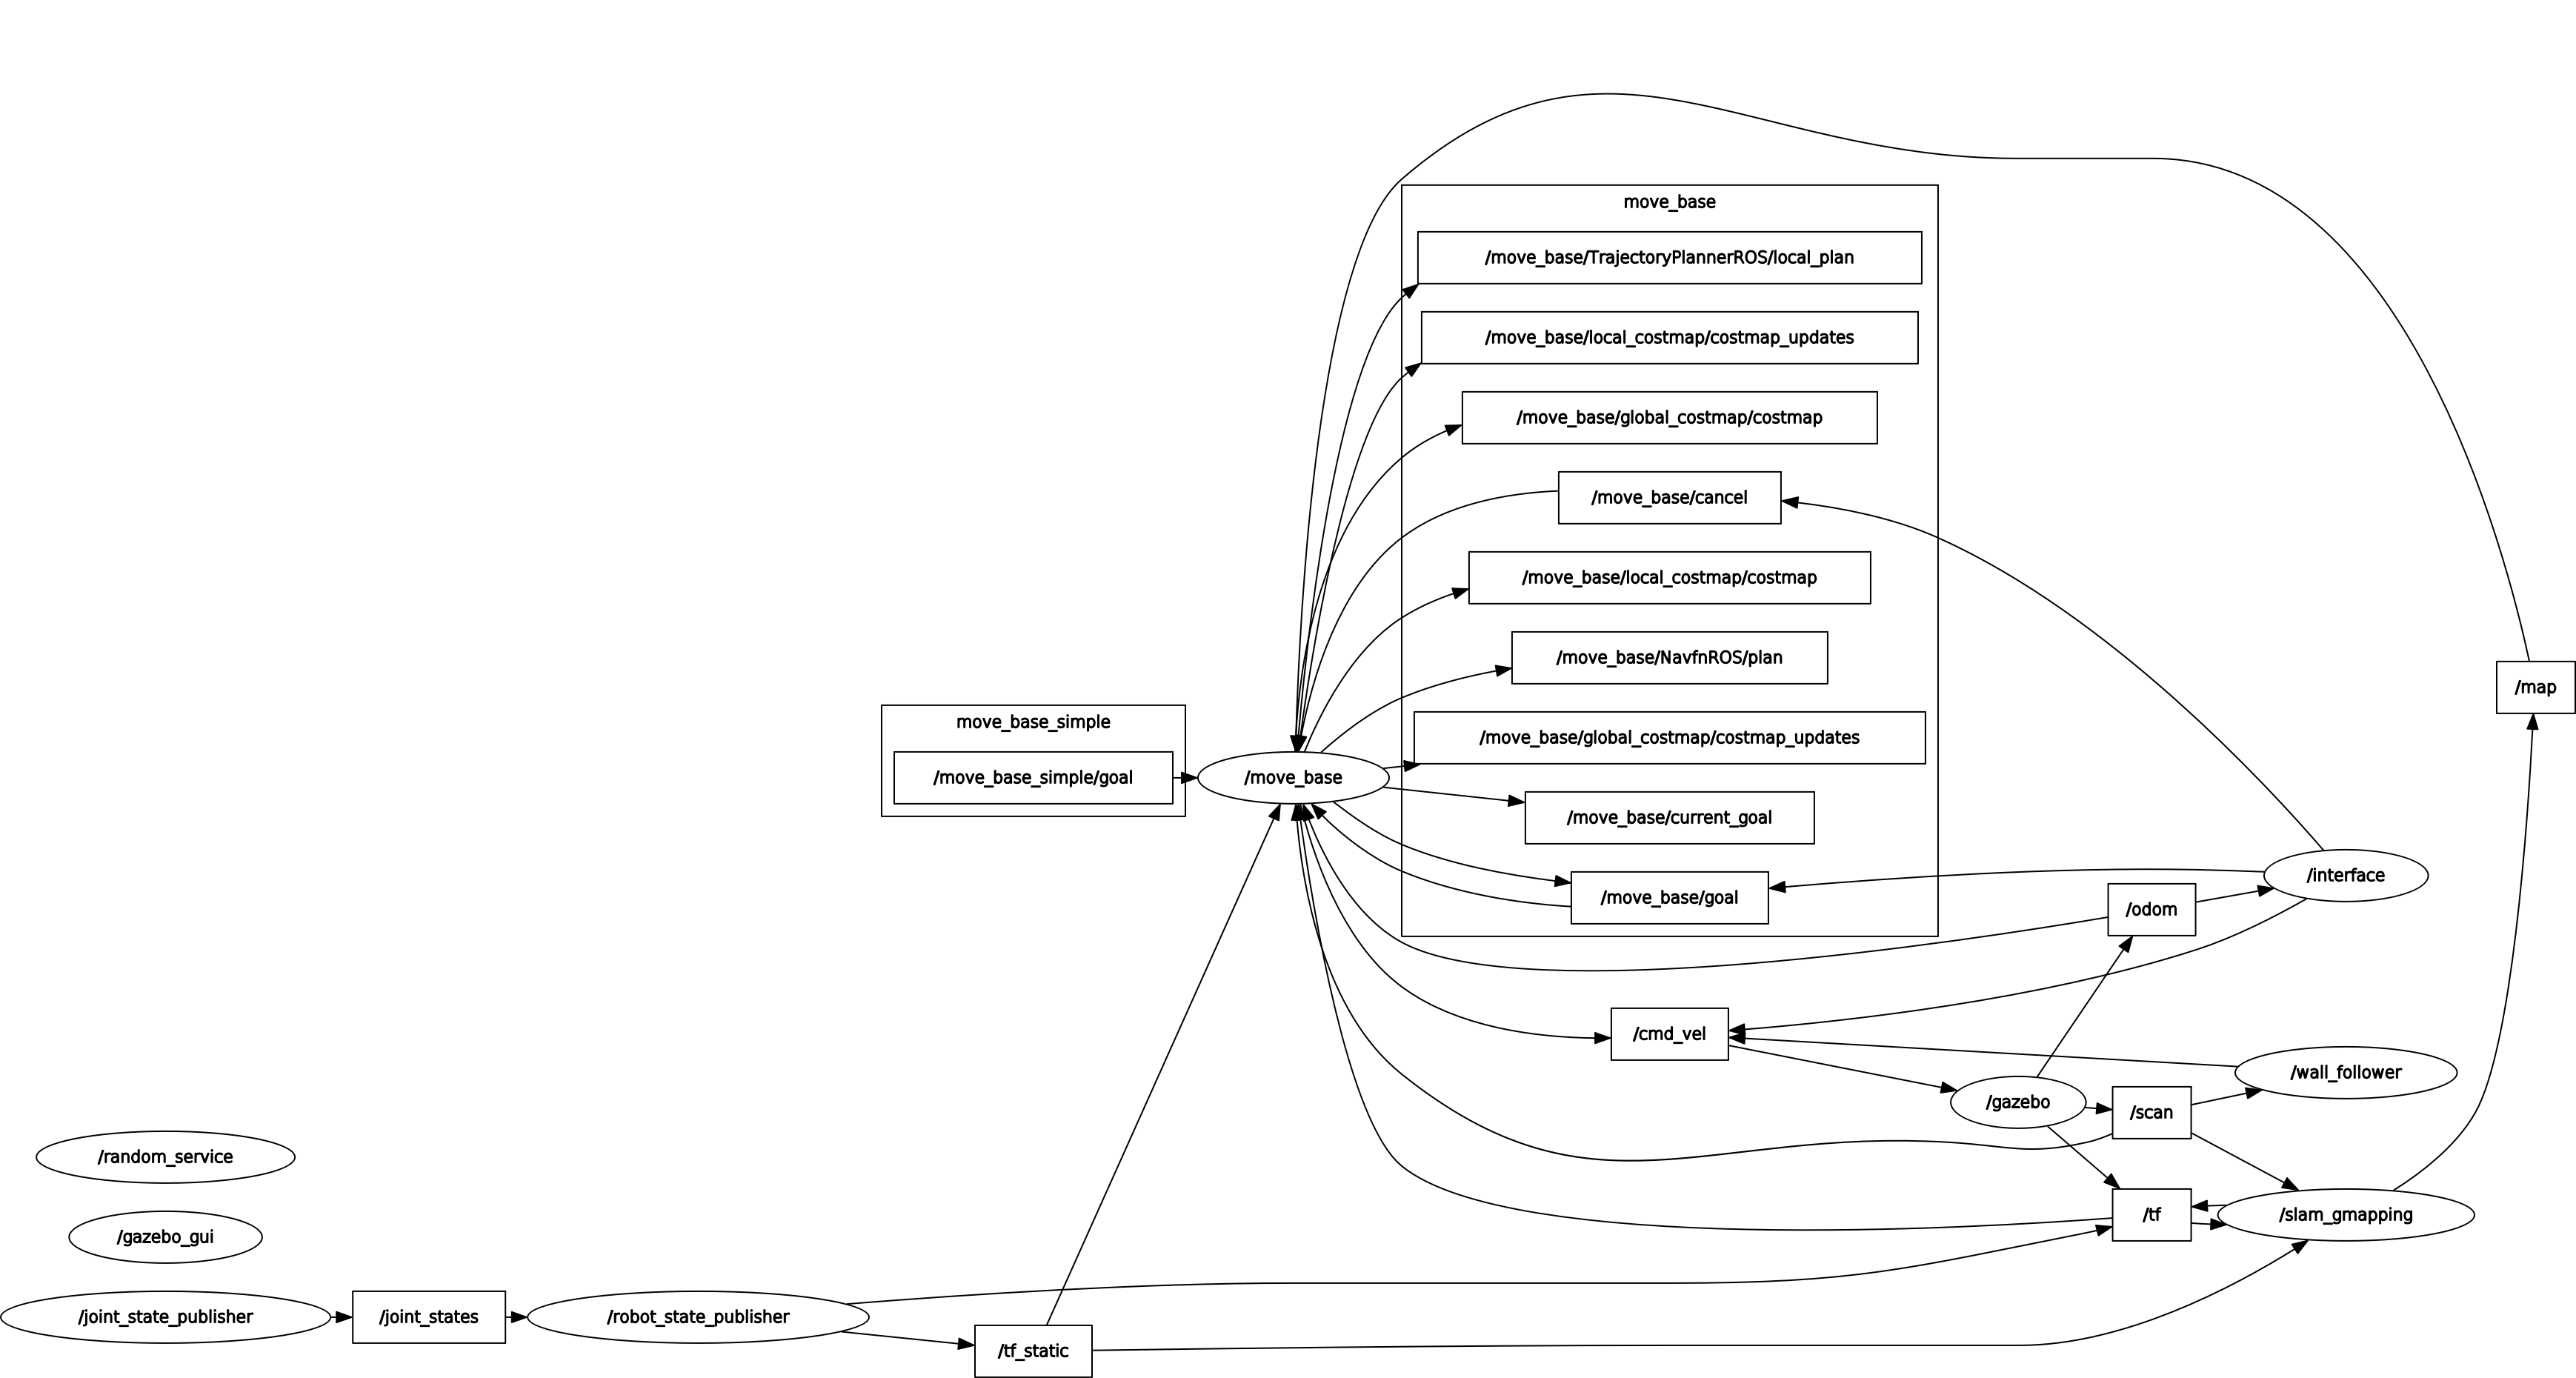 move_base
/move_base/TrajectoryPlannerROS/local_plan
/move_base/local_costmap/costmap_updates
/move_base/global_costmap/costmap
/move_base/cancel
/move_base/local_costmap/costmap
/move_base/NavfnROS/plan
/map
move_base_simple
/move_base/global_costmap/costmap_updates
/move_base_simple/goal
/move_base
/move_base/current_goal
/interface
/move_base/goal
/odom
/cmd_vel
/wall_follower
/gazebo
/scan
/random_service
/tf
/slam_gmapping
/gazebo_gui
/joint_state_publisher
/joint_states
/robot_state_publisher
/tf_static